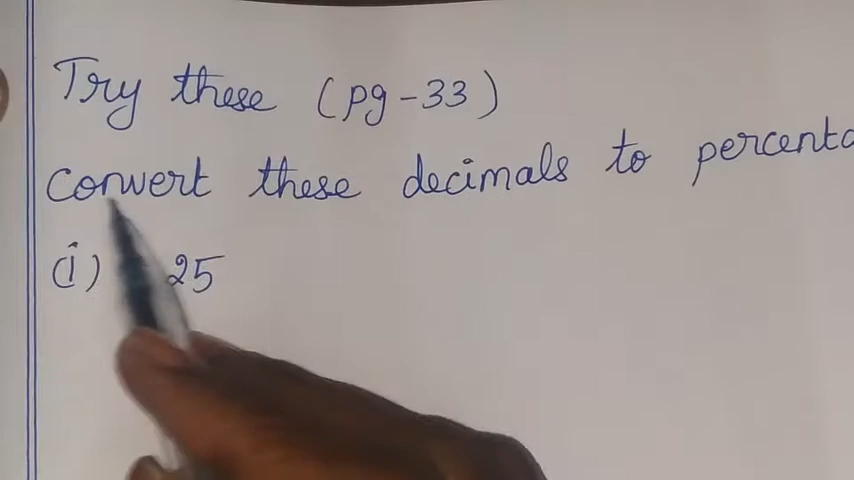 Try these (pg-33)
Convert these decimals to percenta
(i) 25